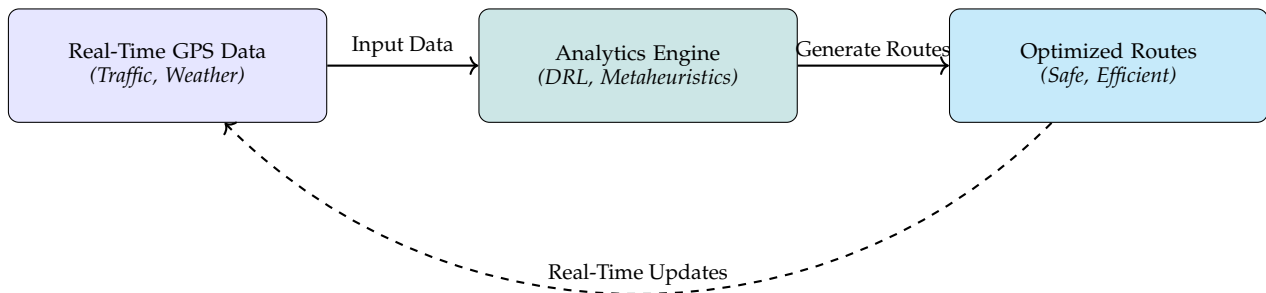 Real-Time GPS Data
(Traffic, Weather)
Input Data
Analytics Engine
(DRL, Metaheuristics)
Generate Routes
Optimized Routes
(Safe, Efficient)
Real-Time Updates